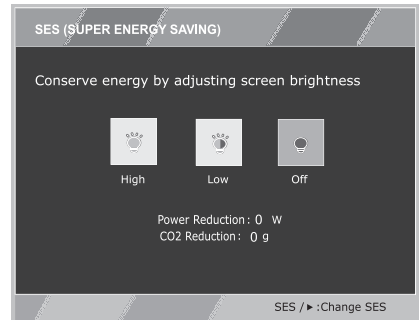 SES (SUPER ENERGY SAVING)
Conserve energy by adjusting screen brightness
High Low Off
Power Reduction: 0 W
CO2 Reduction: 0 g
SES / ►:Change SES